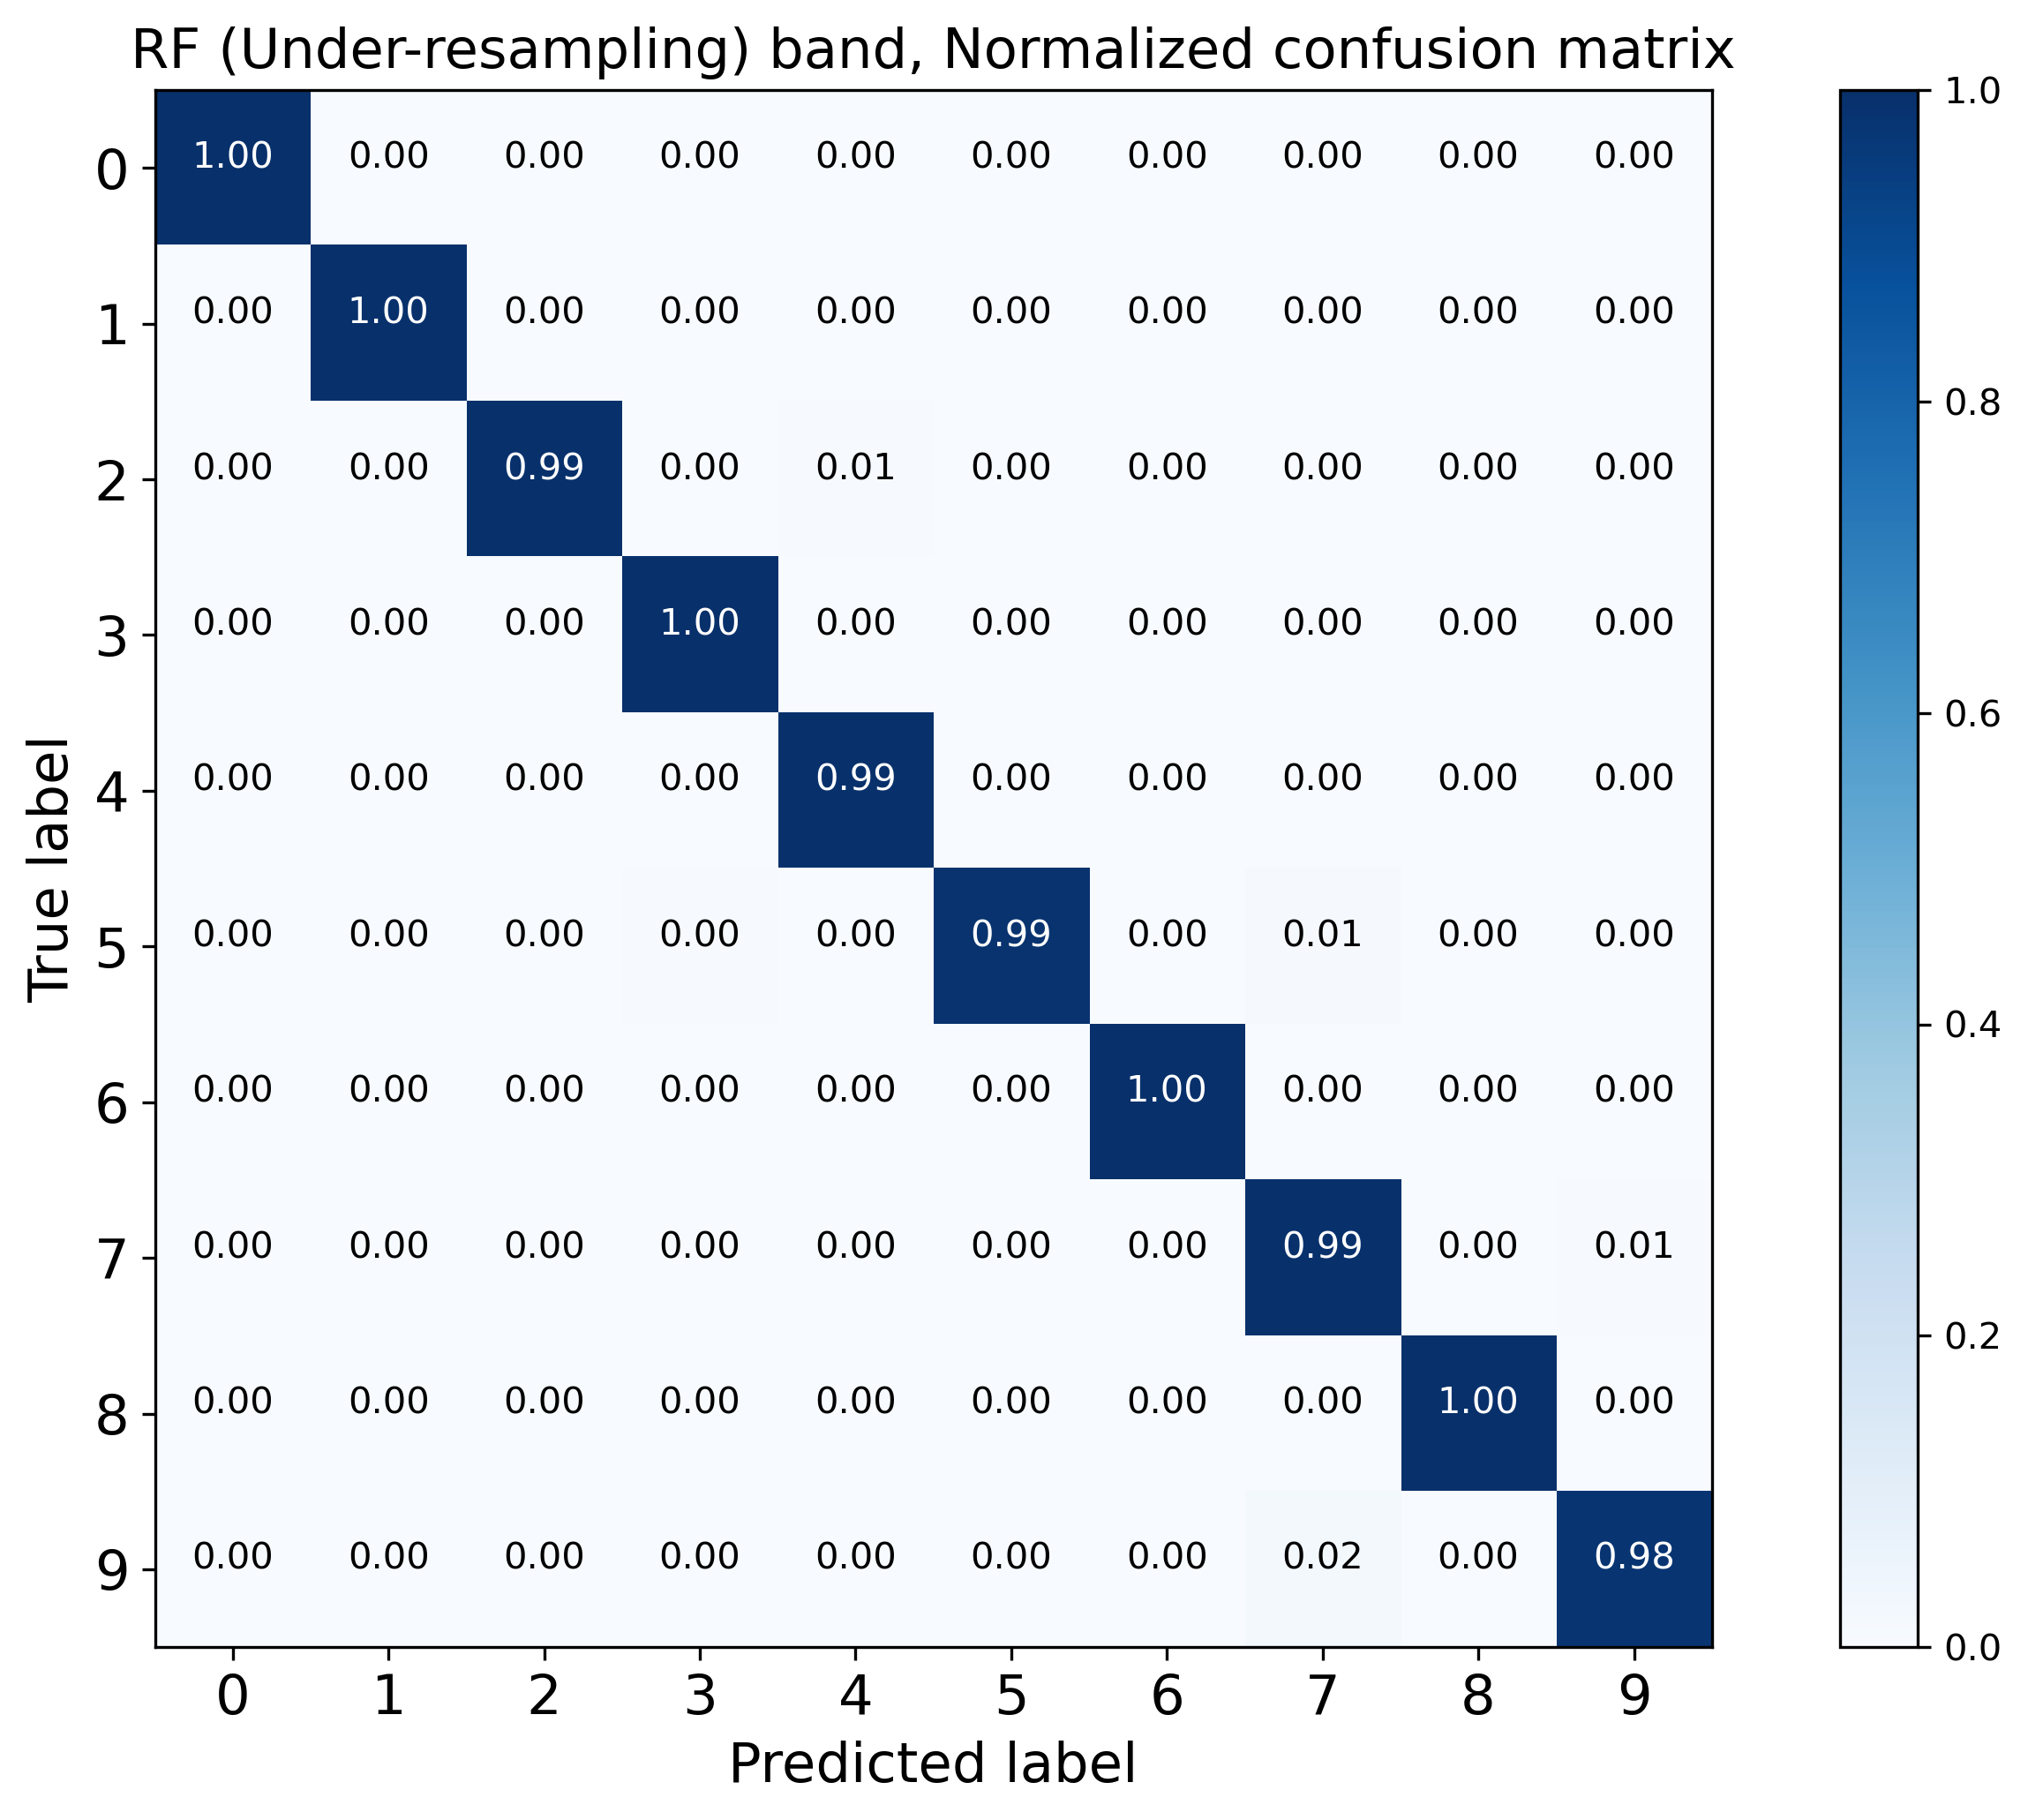 RF (Under-resampling) band, Normalized confusion matrix
1.0
0 1.00 0.00 0.00 0.00 0.00 0.00 0.00 0.00 0.00 0.00
1 0.00 1.00 0.00 0.00 0.00 0.00 0.00 0.00 0.00 0.00
0.8
2 0.00 0.00 0.99 0.00 0.01 0.00 0.00 0.00 0.00 0.00
3 0.00 0.00 0.00 1.00 0.00 0.00 0.00 0.00 0.00 0.00
0.6
4 0.00 0.00 0.00 0.00 0.99 0.00 0.00 0.00 0.00 0.00
True label
5 0.00 0.00 0.00 0.00 0.00 0.99 0.00 0.01 0.00 0.00
0.4
6 0.00 0.00 0.00 0.00 0.00 0.00 1.00 0.00 0.00 0.00
7 0.00 0.00 0.00 0.00 0.00 0.00 0.00 0.99 0.00 0.01
0.2
8 0.00 0.00 0.00 0.00 0.00 0.00 0.00 0.00 1.00 0.00
9 0.00 0.00 0.00 0.00 0.00 0.00 0.00 0.02 0.00 0.98
0.0
0 1 2 3 4 5 6 7 8 9
Predicted label